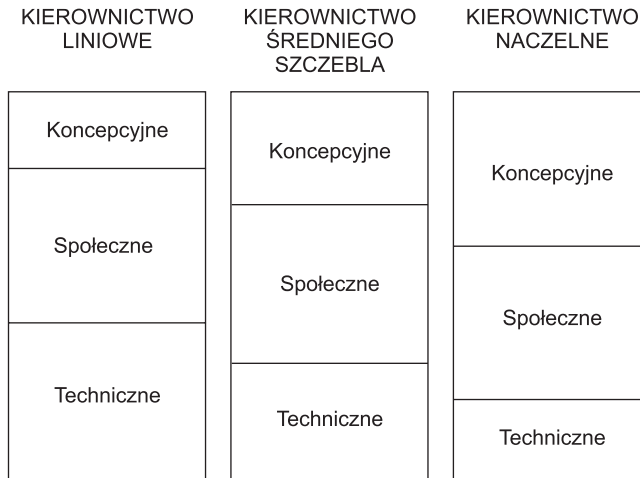 KIEROWNICTWO
LINIOWE
Koncepcyjne
Społeczne
Techniczne
KIEROWNICTWO
ŚREDNIEGO
SZCZEBLA
Koncepcyjne
Społeczne
Techniczne
KIEROWNICTWO
NACZELNE
Koncepcyjne
Społeczne
Techniczne